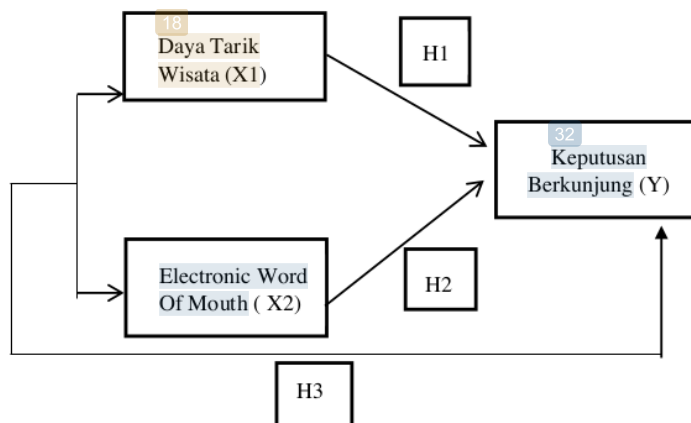 18
Daya Tarik
Wisata (X1)
H1
32
Keputusan
Berkunjung (Y)
Electronic Word
Of Mouth ( X2)
H2
H3